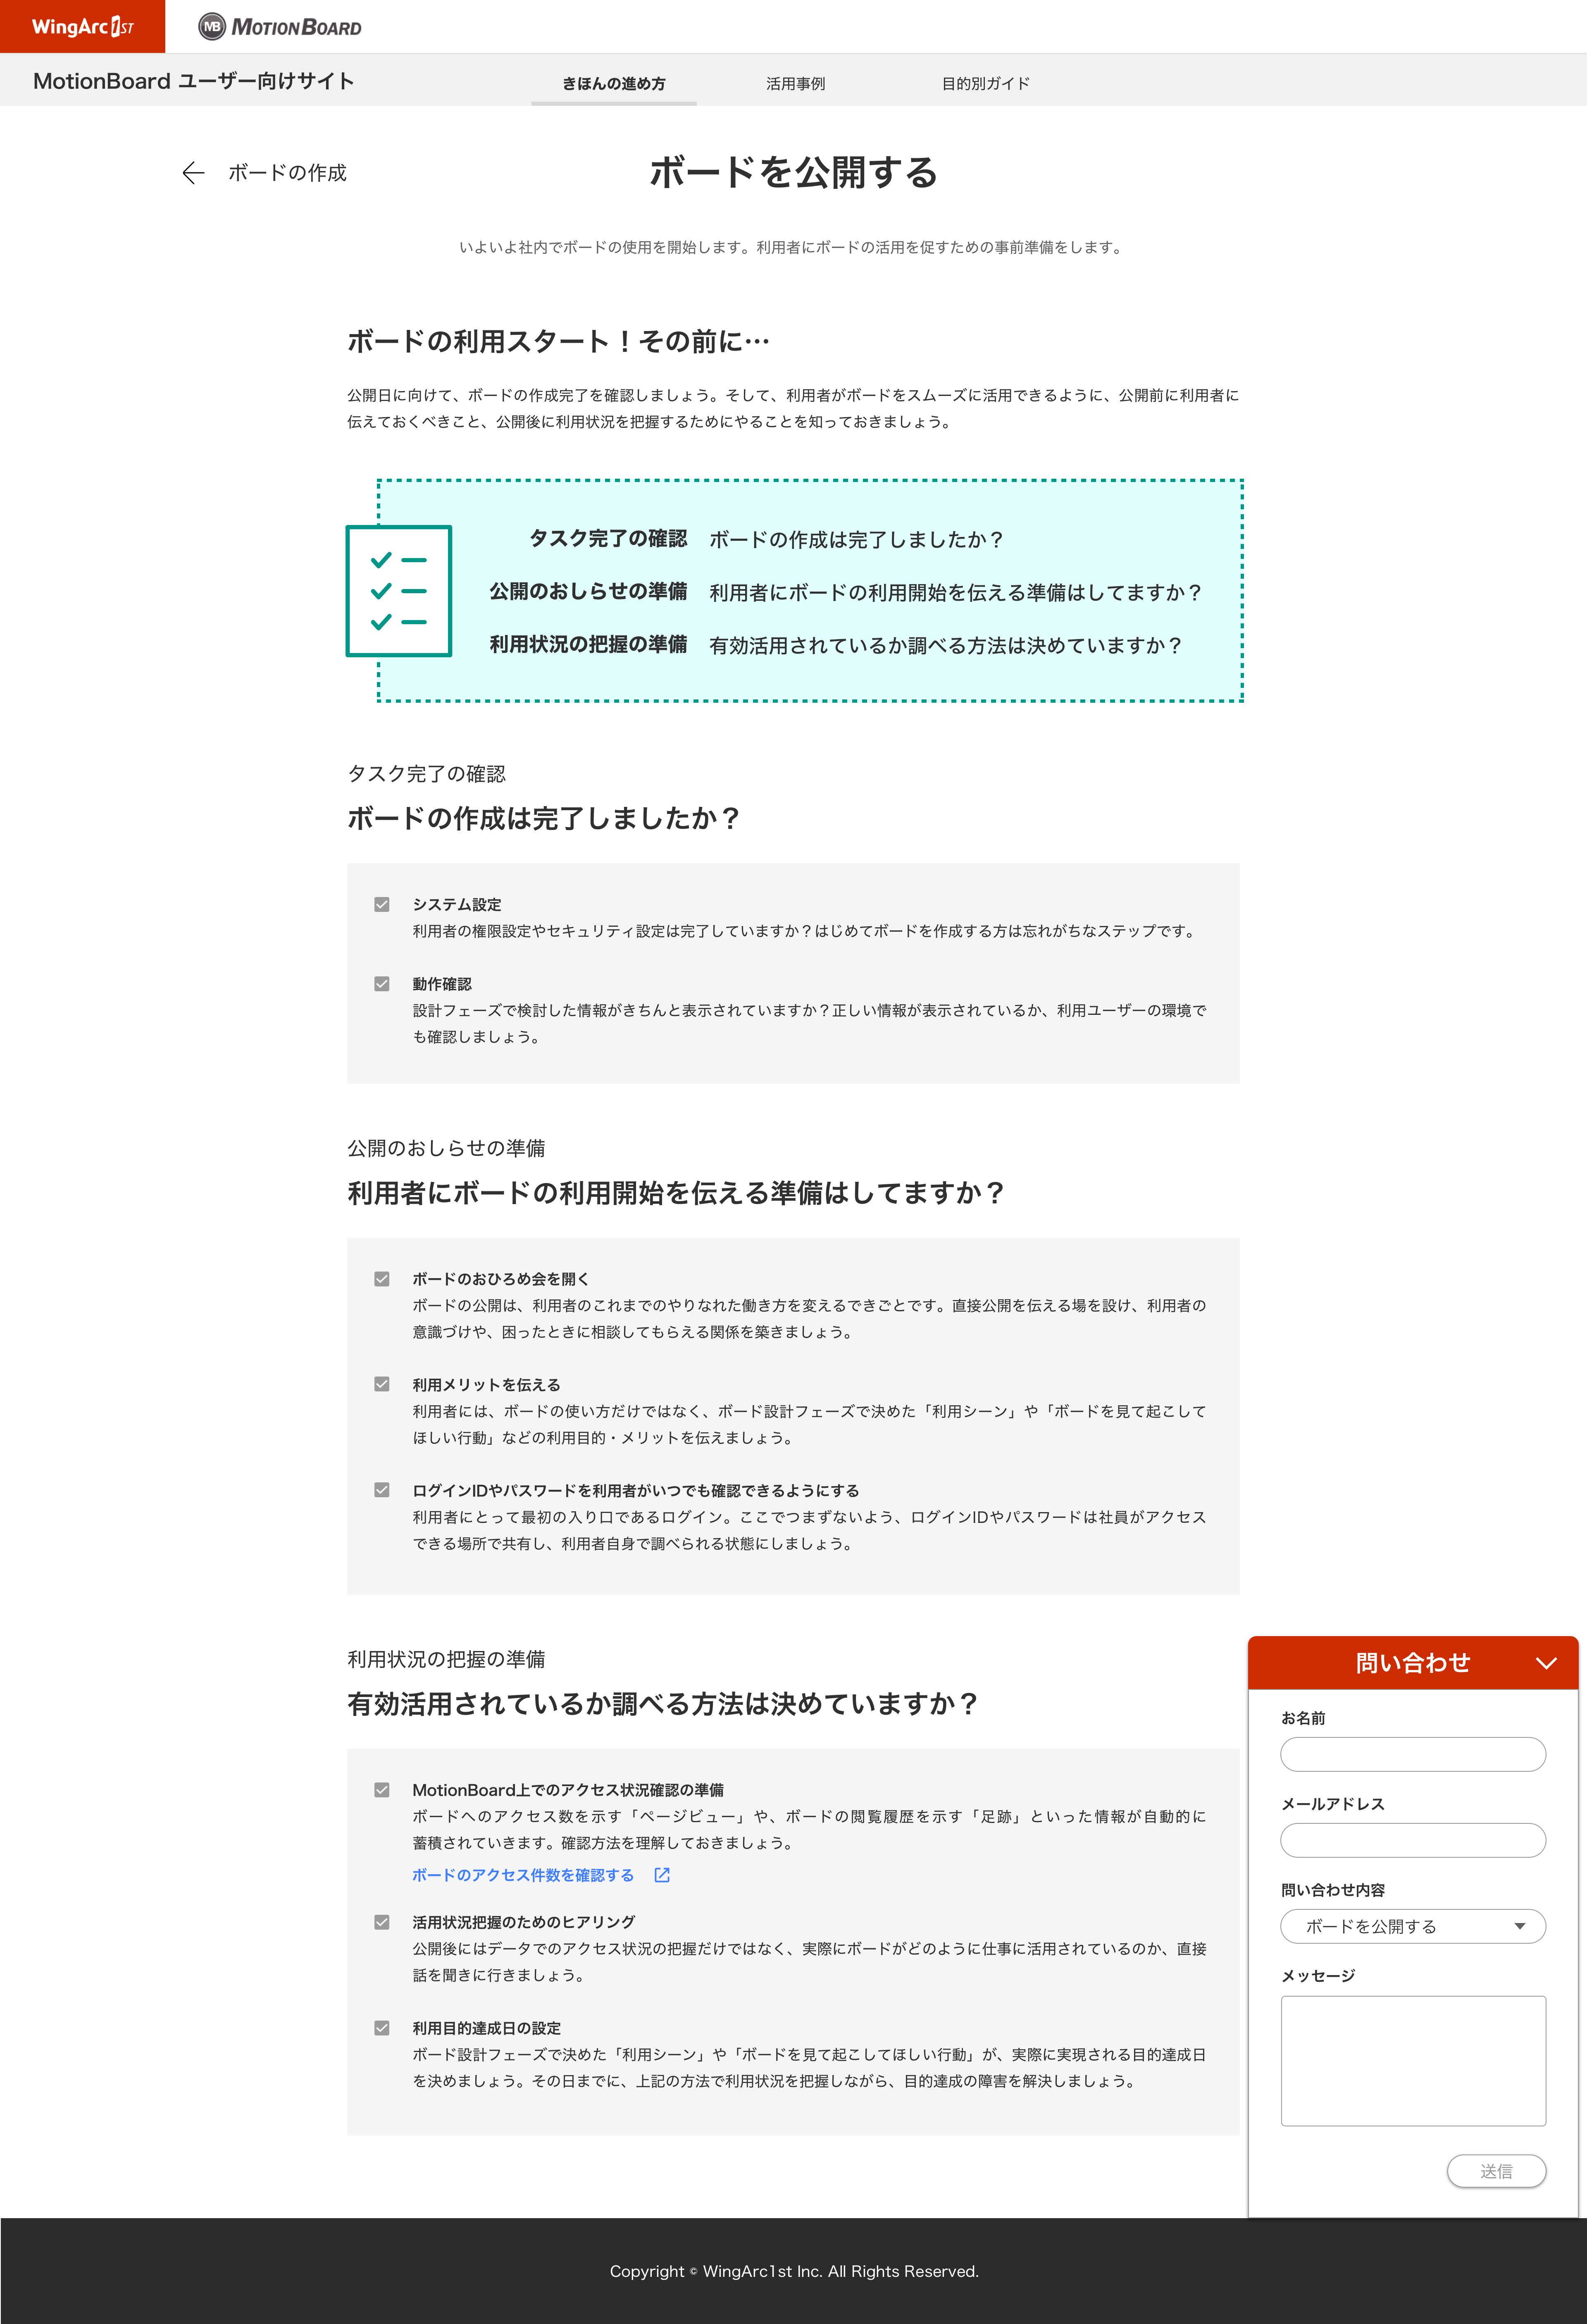 WingArc1ST
MB MOTIONBOARD
MotionBoard ユーザー向けサイト
きほんの進め方
活用事例
目的別ガイド
ボードの作成
ボードを公開する
いよいよ社内でボードの使用を開始します。利用者にボードの活用を促すための事前準備をします。
ボードの利用スタート！その前に…
公開日に向けて、ボードの作成完了を確認しましょう。そして、利用者がボードをスムーズに活用できるように、公開前に利用者に
伝えておくべきこと、公開後に利用状況を把握するためにやることを知っておきましょう。
タスク完了の確認 ボードの作成は完了しましたか？
公開のおしらせの準備 利用者にボードの利用開始を伝える準備はしてますか？
利用状況の把握の準備 有効活用されているか調べる方法は決めていますか？
タスク完了の確認
ボードの作成は完了しましたか？
システム設定
利用者の権限設定やセキュリティ設定は完了していますか？はじめてボードを作成する方は忘れがちなステップです。
動作確認
設計フェーズで検討した情報がきちんと表示されていますか？正しい情報が表示されているか、利用ユーザーの環境で
も確認しましょう。
公開のおしらせの準備
利用者にボードの利用開始を伝える準備はしてますか？
ボードのおひろめ会を開く
ボードの公開は、利用者のこれまでのやりなれた働き方を変えるできごとです。直接公開を伝える場を設け、利用者の
意識づけや、困ったときに相談してもらえる関係を築きましょう。
利用メリットを伝える
利用者には、ボードの使い方だけではなく、ボード設計フェーズで決めた「利用シーン」や「ボードを見て起こして
ほしい行動」などの利用目的・メリットを伝えましょう。
ログインIDやパスワードを利用者がいつでも確認できるようにする
利用者にとって最初の入り口であるログイン。ここでつまずないよう、ログインIDやパスワードは社員がアクセス
できる場所で共有し、利用者自身で調べられる状態にしましょう。
利用状況の把握の準備
有効活用されているか調べる方法は決めていますか？
MotionBoard上でのアクセス状況確認の準備
ボードへのアクセス数を示す「ページビュー」や、ボードの閲覧履歴を示す「足跡」といった情報が自動的に
蓄積されていきます。確認方法を理解しておきましょう。
ボードのアクセス件数を確認する
活用状況把握のためのヒアリング
公開後にはデータでのアクセス状況の把握だけではなく、実際にボードがどのように仕事に活用されているのか、直接
話を聞きに行きましょう。
利用目的達成日の設定
ボード設計フェーズで決めた「利用シーン」や「ボードを見て起こしてほしい行動」が、実際に実現される目的達成日
を決めましょう。その日までに、上記の方法で利用状況を把握しながら、目的達成の障害を解決しましょう。
問い合わせ
お名前
メールアドレス
問い合わせ内容
ボードを公開する
メッセージ
送信
Copyright © WingArc1st Inc. All Rights Reserved.